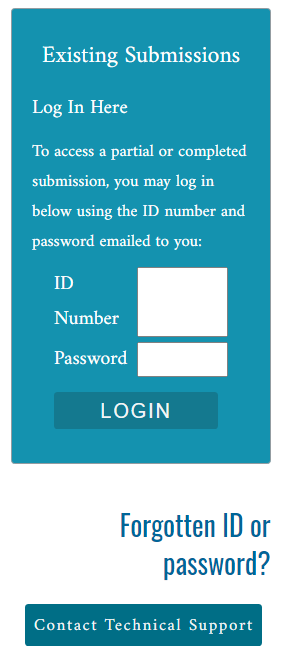 Existing Submissions
Log In Here
To access a partial or completed
submission, you may log in
below using the ID number and
password emailed to you:
ID
Number
Password
LOGIN
Forgotten ID or
password?
Contact Technical Support